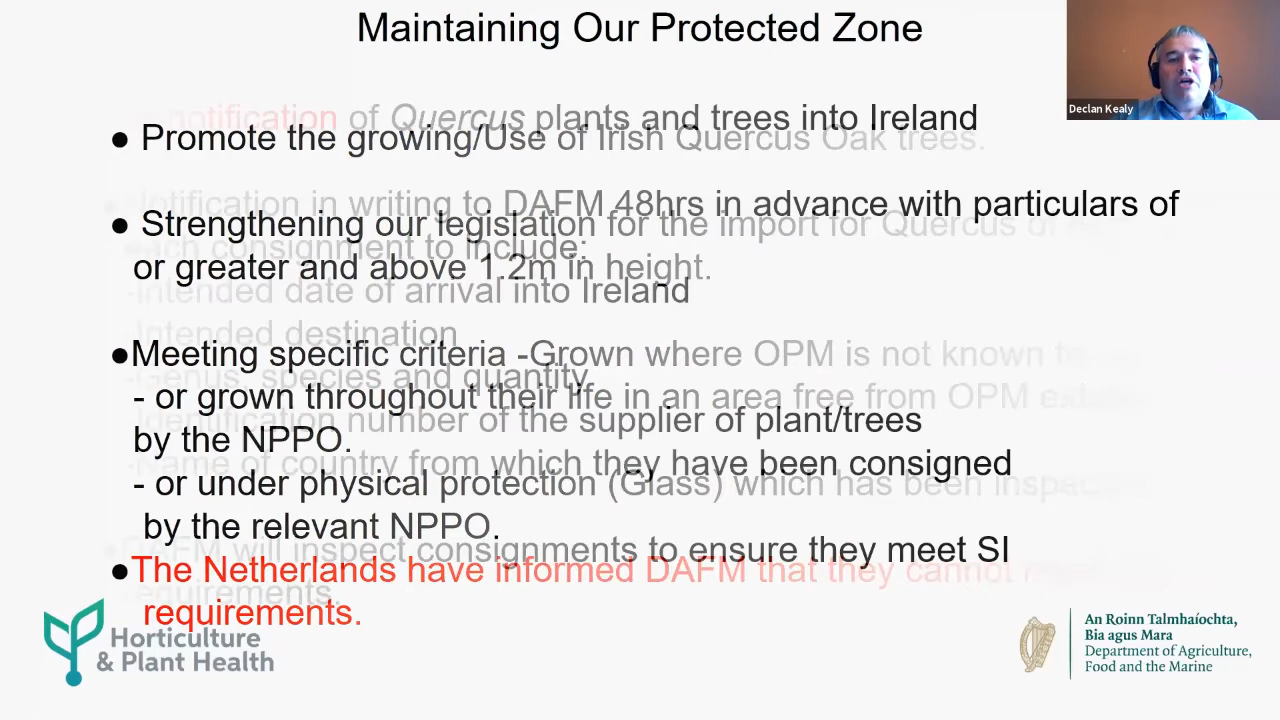 Maintaining Our Protected Zone
Declan Kealy
notification of Quercus plants and trees into Ireland
● Promote the growing/Use of Irish Quercus Oak trees.
Notification in writing to DAFM 48hrs in advance with particulars of
● Strengthening our legislation for the import for Quercus
each consignment to include:
or greater and above 1.2m in height.
-Intended date of arrival into Ireland
-Intended destination
●Meeting specific criteria -Grown where OPM is not known to
-Genus, species and quantity
- or grown throughout their life in an area free from OPM
-Identification number of the supplier of plant/trees
by the NPPO.
-Name of country from which they have been consigned
- or under physical protection (Glass) which has been
by the relevant NPPO.
● DAFM will inspect consignments to ensure they meet SI
●The Netherlands have informed DAFM that they cannot
requirements.
requirements.
Horticulture
& Plant Health
An Roinn Talmhaíochta,
Bia agus Mara
Department of Agriculture,
Food and the Marine